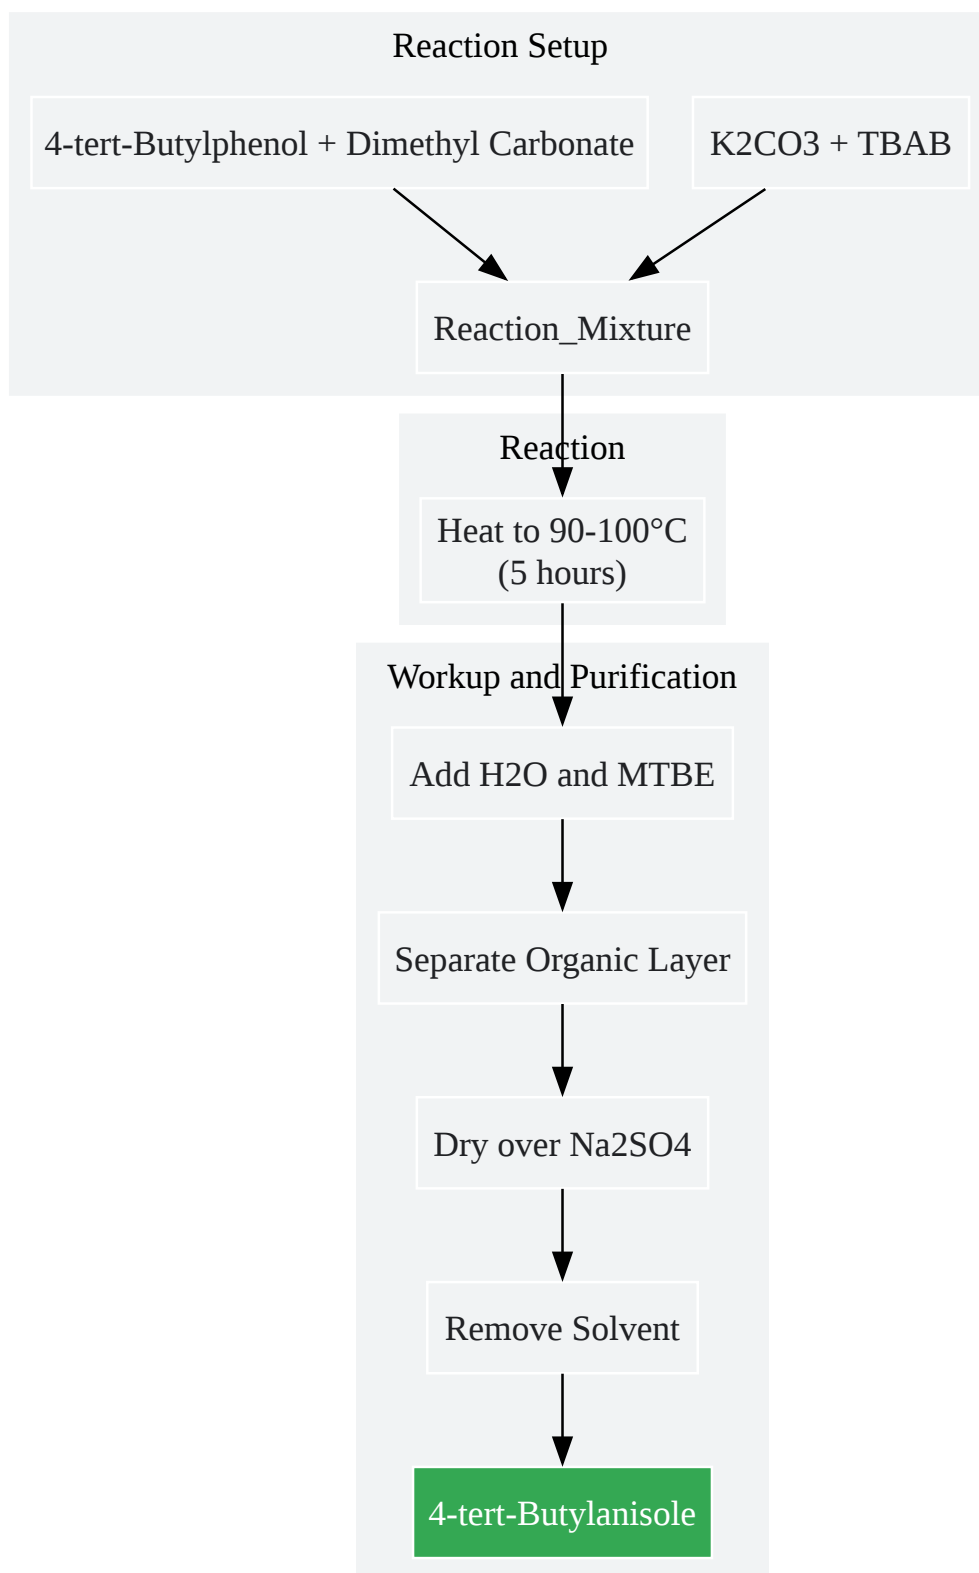 Reaction Setup
4-tert-Butylphenol + Dimethyl Carbonate
K2CO3 + TBAB
Reaction_Mixture
Reaction
Heat to 90-100°C
(5 hours)
Workup and Purification
Add H2O and MTBE
Separate Organic Layer
Dry over Na2SO4
Remove Solvent
4-tert-Butylanisole